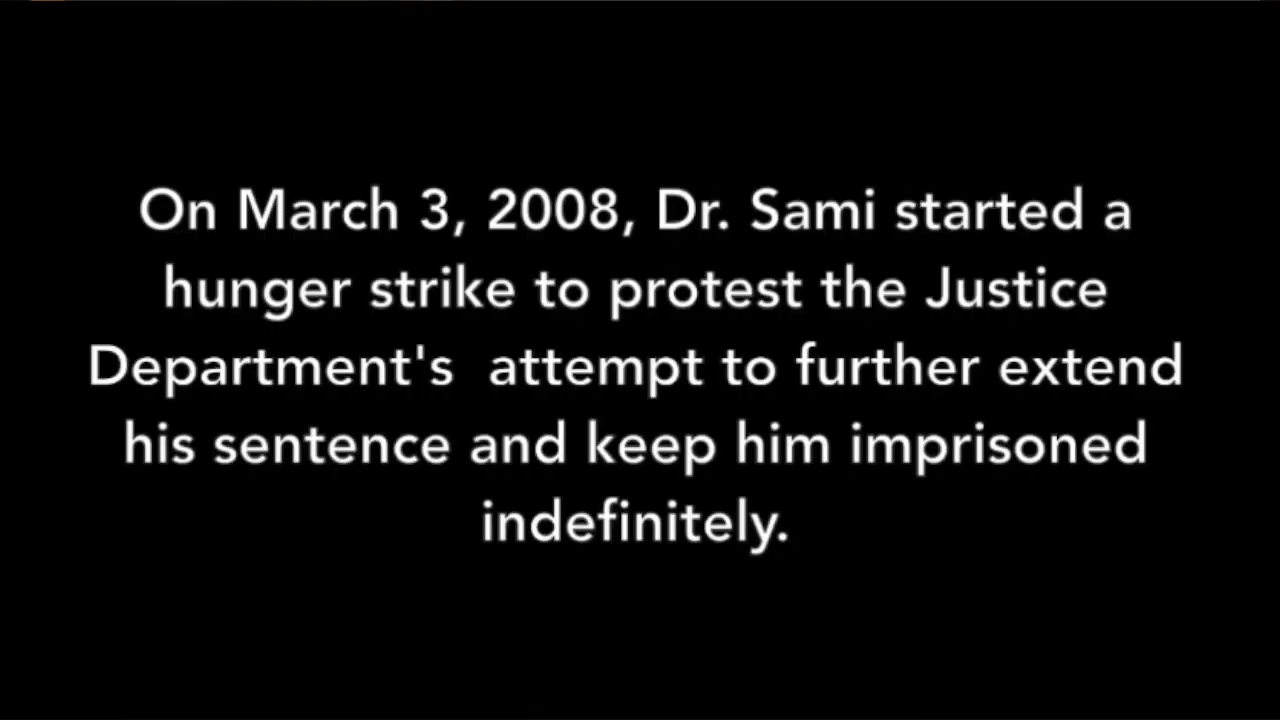 On March 3, 2008, Dr. Sami started a
hunger strike to protest the Justice
Department's  attempt to further extend
his sentence and keep him imprisoned
indefinitely.